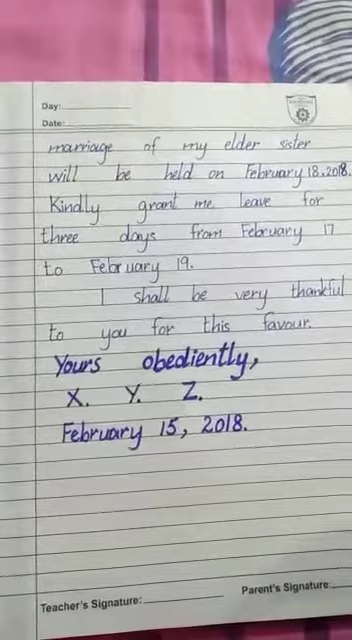 Day:
Date:
marriage of my elder sister
will be held on February 18, 2018.
Kindly grant me leave for
three days from February 17
to February 19.
I shall be very thankful
to you for this favour.
Yours obediently,
X. Y. Z.
February 15, 2018.
Teacher's Signature:
Parent's Signature: